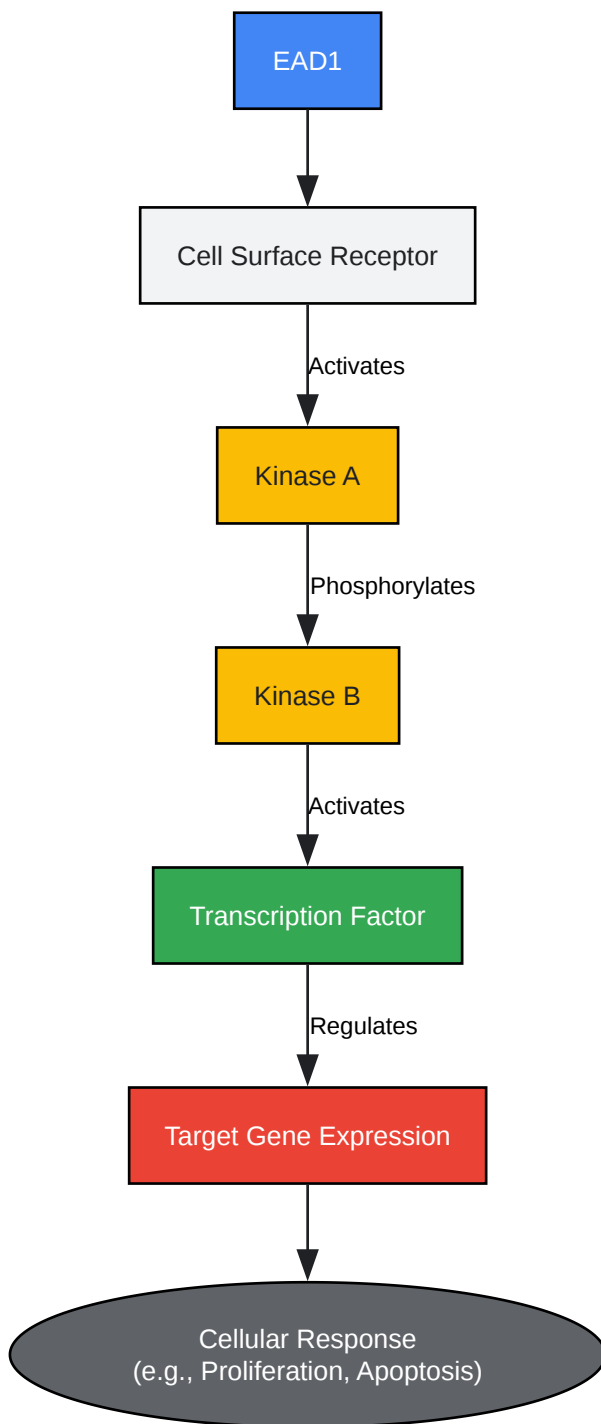 EAD1
Cell Surface Receptor
Activates
Kinase A
Phosphorylates
Kinase B
Activates
Transcription Factor
Regulates
Target Gene Expression
Cellular Response
(e.g., Proliferation, Apoptosis)